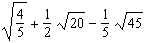 √(4/5) + 1/2 √20 − 1/5 √45